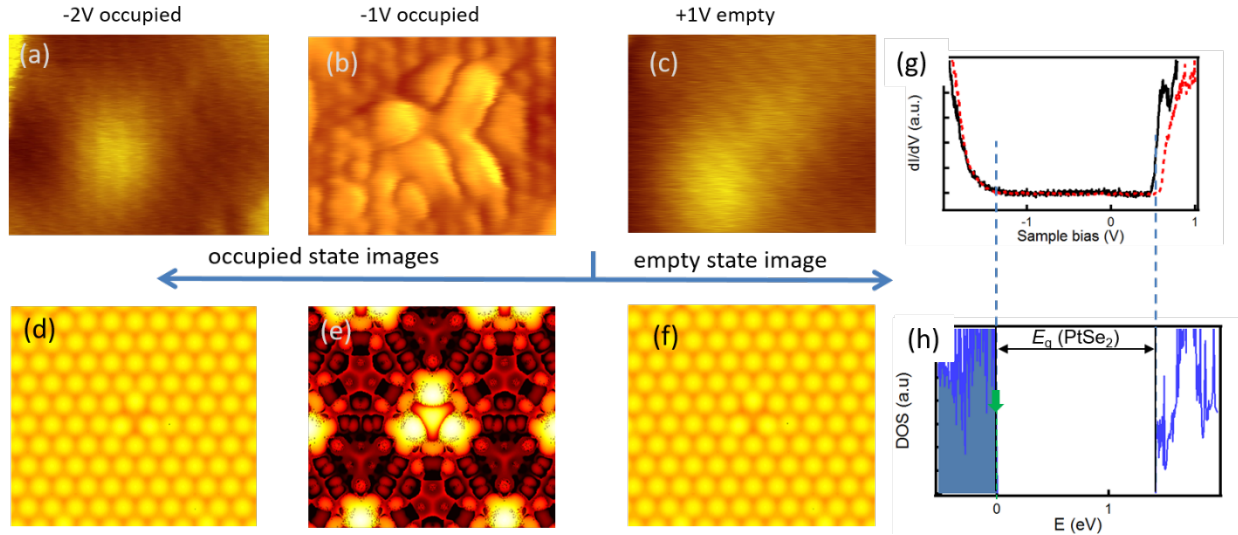 -2V occupied
-1V occupied
+1V empty
(a)
(b)
(c)
(g)
dI/dV (a.u.)
-1
0
1
Sample bias (V)
occupied state images
empty state image
(d)
(e)
(f)
(h)
Eg (PtSe2)
DOS (a.u)
0
1
E (eV)